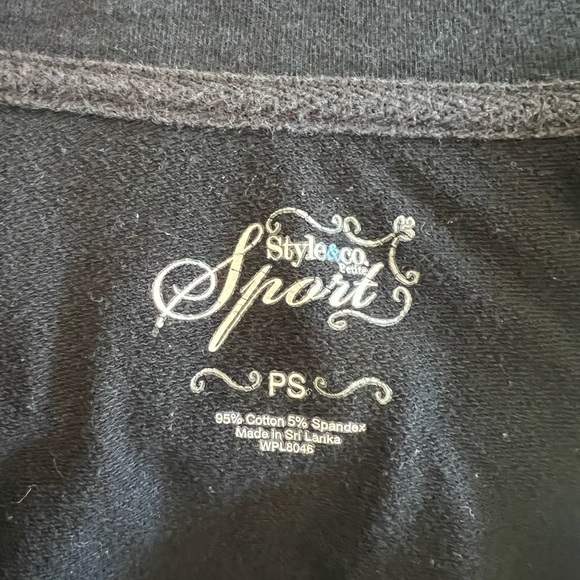 Style&co.
Petite
Sport
PS
95% Cotton 5% Spandex
Made in Sri Lanka
WPL8046